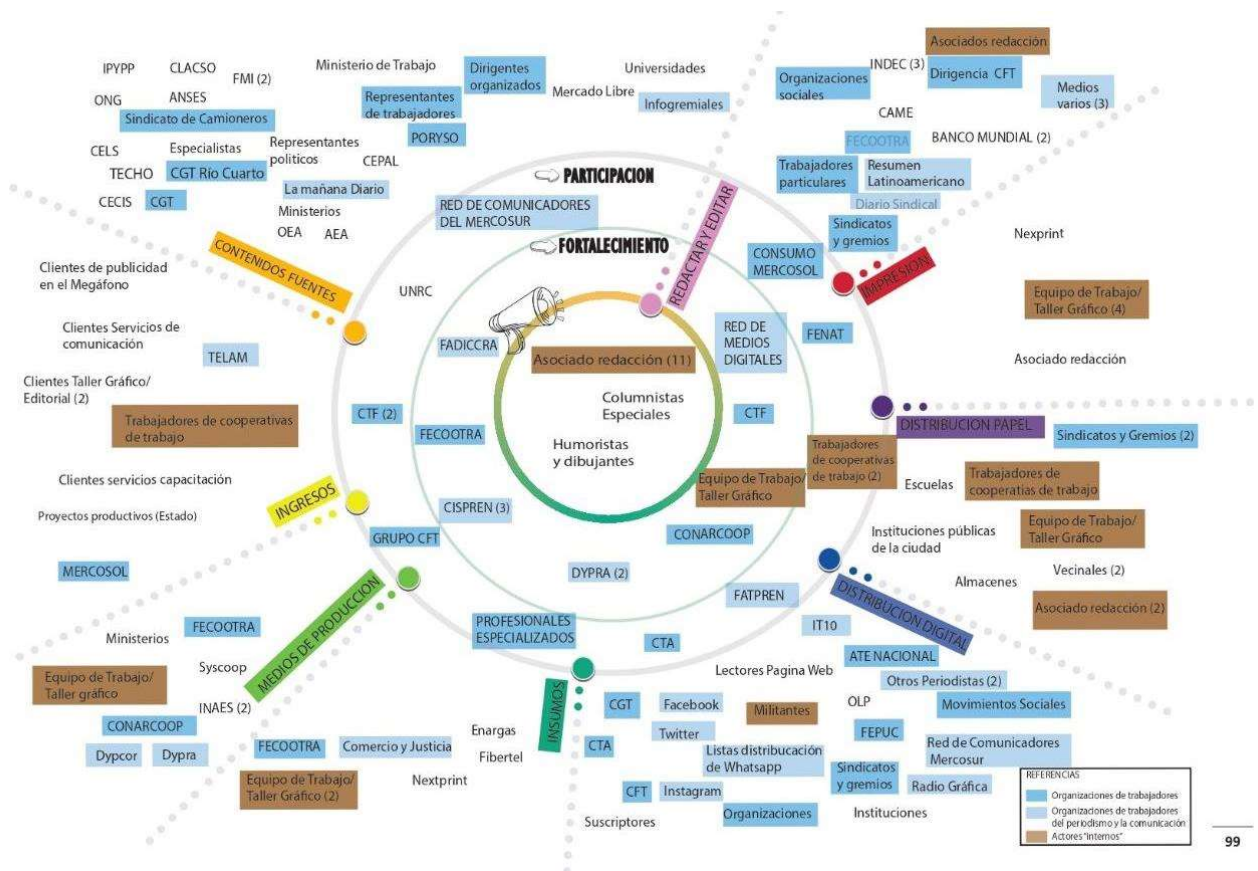 IPYPP
CLACSO
FMI (2)
ONG
ANSES
Sindicato de Camioneros
CELS
Especialistas
TECHO
CGT Río Cuarto
CECIS
CGT
Ministerio de Trabajo
Dirigentes
organizados
Representantes
de trabajadores
PORYSO
Representantes
políticos
CEPAL
La mañana Diario
Ministerios
OEA
AEA
Universidades
Mercado Libre
Infogremiales
Asociados redacción
INDEC (3)
Organizaciones
sociales
Dirigencia CFT
Medios
varios (3)
CAME
FECOOTRA
BANCO MUNDIAL (2)
Trabajadores
particulares
Resumen
Latinoamericano
Diario Sindical
Sindicatos
y gremios
PARTICIPACION
RED DE COMUNICADORES
DEL MERCOSUR
FORTALECIMIENTO
REDACTAR Y EDITAR
CONSUMO
MERCOSOL
IMPRESION
CONTENIDOS FUENTES
Nexprint
Equipo de Trabajo/
Taller Gráfico (4)
Asociado redacción
Clientes de publicidad
en el Megáfono
Clientes Servicios de
comunicación
TELAM
Clientes Taller Gráfico/
Editorial (2)
Trabajadores de cooperativas
de trabajo
Clientes servicios capacitación
Proyectos productivos (Estado)
MERCOSOL
INGRESOS
UNRC
FADICCRA
Asociado redacción (11)
RED DE
MEDIOS
DIGITALES
FENAT
Columnistas
Especiales
CTF (2)
CTF
FECOOTRA
Humoristas
y dibujantes
Equipo de Trabajo/
Taller Gráfico
Trabajadores
de cooperativas
de trabajo (2)
CISPREN (3)
GRUPO CFT
CONARCOOP
DYPRA (2)
FATPREN
PROFESIONALES
ESPECIALIZADOS
CTA
DISTRIBUCION PAPEL
Sindicatos y Gremios (2)
Escuelas
Trabajadores de
cooperatias de trabajo
Equipo de Trabajo/
Taller Gráfico
Instituciones públicas
de la ciudad
Vecinales (2)
Almacenes
Asociado redacción (2)
DISTRIBUCION DIGITAL
MEDIOS DE PRODUCCION
Ministerios
FECOOTRA
Syscoop
Equipo de Trabajo/
Taller gráfico
INAES (2)
CONARCOOP
Dypcor
Dypra
INSUMOS
FECOOTRA
Comercio y Justicia
Enargas
Fibertel
Equipo de Trabajo/
Taller Gráfico (2)
Nextprint
IT10
ATE NACIONAL
Lectores Pagina Web
Otros Periodistas (2)
CGT
Facebook
Militantes
OLP
Movimientos Sociales
Twitter
FEPUC
CTA
Listas distribucación
de Whatsapp
Red de Comunicadores
Mercosur
Sindicatos
y gremios
CFT
Instagram
Radio Gráfica
Suscriptores
Organizaciones
Instituciones
REFERENCIAS
Organizaciones de trabajadores
Organizaciones de trabajadores
del periodismo y la comunicación
Actores "internos"
99